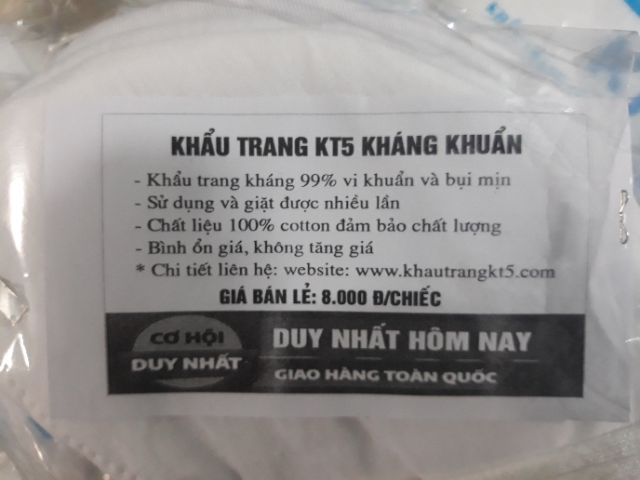 KHẨU TRANG KT5 KHÁNG KHUẨN
- Khẩu trang kháng 99% vi khuẩn và bụi mịn
- Sử dụng và giặt được nhiều lần
- Chất liệu 100% cotton đảm bảo chất lượng
- Bình ổn giá, không tăng giá
* Chi tiết liên hệ: website: www.khautrangkt5.com
GIÁ BÁN LẺ: 8.000 Đ/CHIẾC
CƠ HỘI
DUY NHẤT
DUY NHẤT HÔM NAY
GIAO HÀNG TOÀN QUỐC